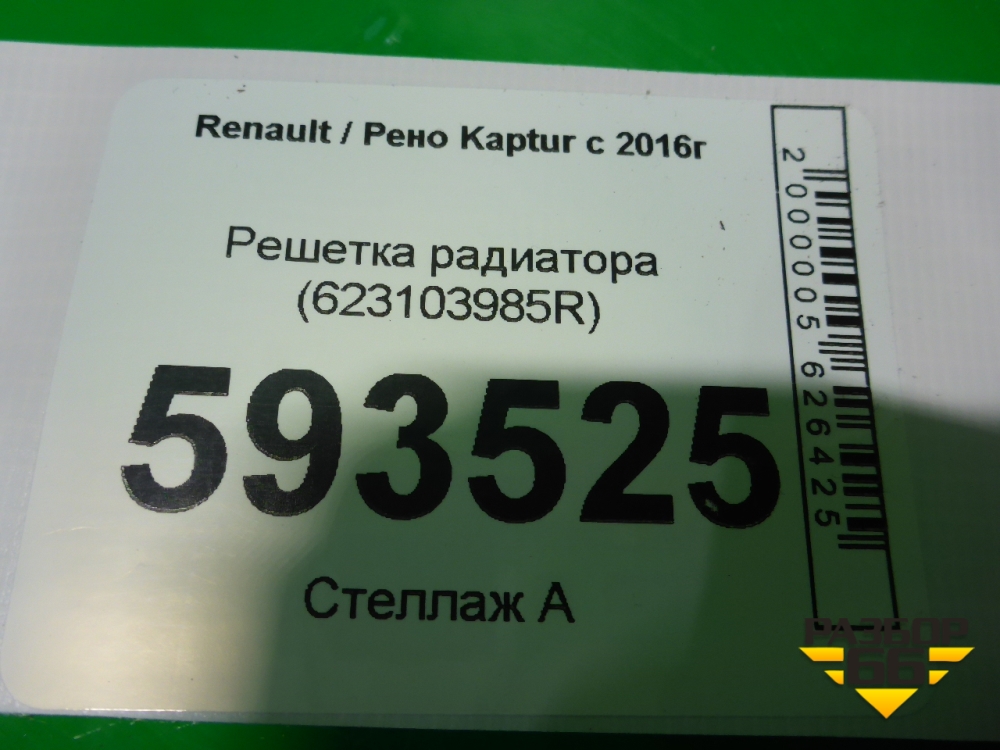 Renault / Рено Kaptur с 2016г
Решетка радиатора
(623103985R)
593525
Стеллаж А
2000005626425
РАЗБОР
66